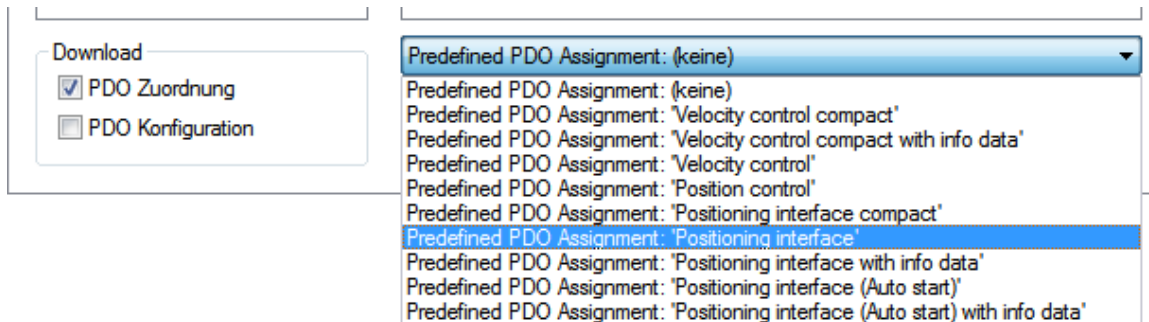 Download
PDO Zuordnung
PDO Konfiguration
Predefined PDO Assignment: (keine)
Predefined PDO Assignment: (keine)
Predefined PDO Assignment: 'Velocity control compact'
Predefined PDO Assignment: 'Velocity control compact with info data'
Predefined PDO Assignment: 'Velocity control'
Predefined PDO Assignment: 'Position control'
Predefined PDO Assignment: 'Positioning interface compact'
Predefined PDO Assignment: 'Positioning interface'
Predefined PDO Assignment: 'Positioning interface with info data'
Predefined PDO Assignment: 'Positioning interface (Auto start)'
Predefined PDO Assignment: 'Positioning interface (Auto start) with info data'